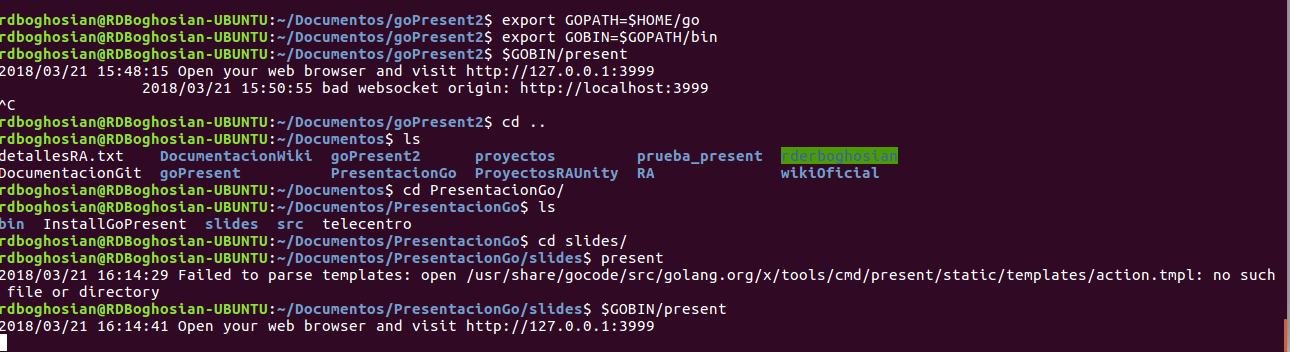 rdboghosian@RDBoghosian-UBUNTU:~/Documentos/goPresent2$ export GOPATH=$HOME/go
rdboghosian@RDBoghosian-UBUNTU:~/Documentos/goPresent2$ export GOBIN=$GOPATH/bin
rdboghosian@RDBoghosian-UBUNTU:~/Documentos/goPresent2$ $GOBIN/present
2018/03/21 15:48:15 Open your web browser and visit http://127.0.0.1:3999
2018/03/21 15:50:55 bad websocket origin: http://localhost:3999
^C
rdboghosian@RDBoghosian-UBUNTU:~/Documentos/goPresent2$ cd ..
rdboghosian@RDBoghosian-UBUNTU:~/Documentos$ ls
detallesRA.txt DocumentacionWiki goPresent2 proyectos prueba_present rderboghosian
DocumentacionGit goPresent PresentacionGo ProyectosRAUnity RA wikiOficial
rdboghosian@RDBoghosian-UBUNTU:~/Documentos$ cd PresentacionGo/
rdboghosian@RDBoghosian-UBUNTU:~/Documentos/PresentacionGo$ ls
bin InstallGoPresent slides src telecentro
rdboghosian@RDBoghosian-UBUNTU:~/Documentos/PresentacionGo$ cd slides/
rdboghosian@RDBoghosian-UBUNTU:~/Documentos/PresentacionGo/slides$ present
2018/03/21 16:14:29 Failed to parse templates: open /usr/share/gocode/src/golang.org/x/tools/cmd/present/static/templates/action.tmpl: no such
file or directory
rdboghosian@RDBoghosian-UBUNTU:~/Documentos/PresentacionGo/slides$ $GOBIN/present
2018/03/21 16:14:41 Open your web browser and visit http://127.0.0.1:3999